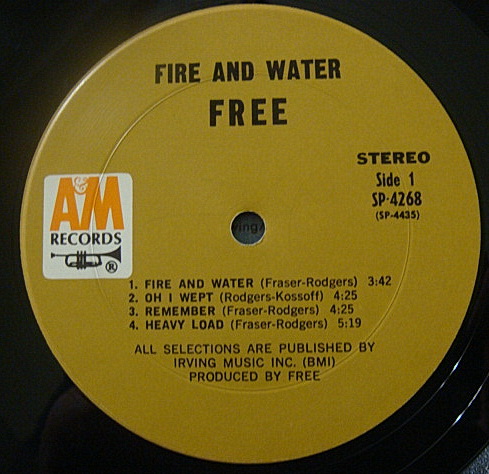 FIRE AND WATER
FREE
STEREO
Side 1
SP-4268
(SP-4435)
A&M
RECORDS
®
1. FIRE AND WATER (Fraser-Rodgers) 3:42
2. OH I WEPT (Rodgers-Kossoff) 4:25
3. REMEMBER (Fraser-Rodgers) 4:25
4. HEAVY LOAD (Fraser-Rodgers) 5:19
ALL SELECTIONS ARE PUBLISHED BY
IRVING MUSIC INC. (BMI)
PRODUCED BY FREE